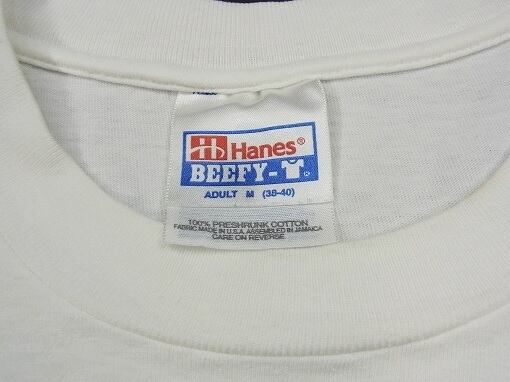 Hanes®
BEEFY-T®
ADULT M (38-40)
100% PRESHRUNK COTTON
FABRIC MADE IN U.S.A. ASSEMBLED IN JAMAICA
CARE ON REVERSE